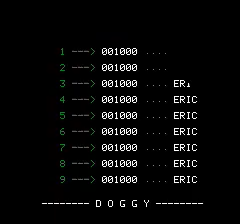 1 ---> 001000 ....
2 ---> 001000 ....
3 ---> 001000 .... ER.
4 ---> 001000 .... ERIC
5 ---> 001000 .... ERIC
6 ---> 001000 .... ERIC
7 ---> 001000 .... ERIC
8 ---> 001000 .... ERIC
9 ---> 001000 .... ERIC
-------- D O G G Y --------